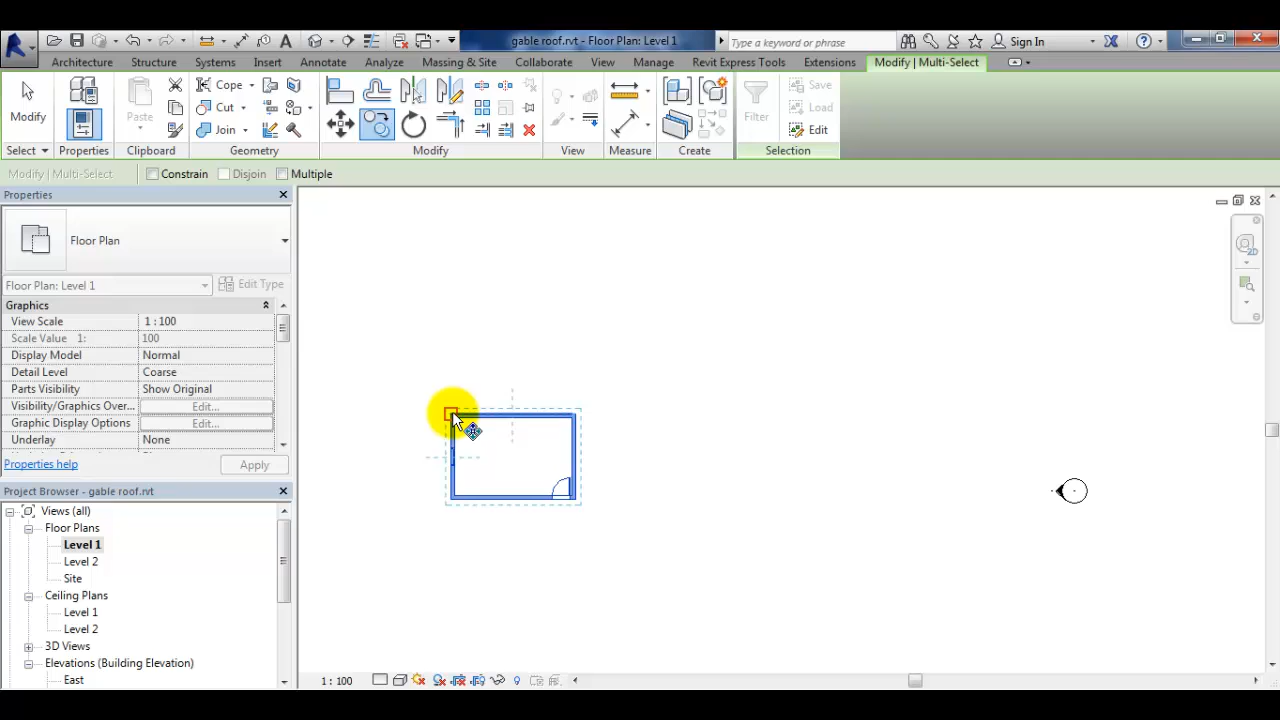 gable roof.rvt - Floor Plan: Level 1
Type a keyword or phrase
Sign In
Architecture
Structure
Systems
Insert
Annotate
Analyze
Massing & Site
Collaborate
View
Manage
Revit Express Tools
Extensions
Modify | Multi-Select
Modify
Paste
Cope
Cut
Join
Filter
Save
Load
Edit
Select
Properties
Clipboard
Geometry
Modify
View
Measure
Create
Selection
Modify | Multi-Select
Constrain
Disjoin
Multiple
Properties
Floor Plan
Floor Plan: Level 1
Edit Type
Graphics
View Scale
1 : 100
Scale Value 1:
100
Display Model
Normal
Detail Level
Coarse
Parts Visibility
Show Original
Visibility/Graphics Over...
Edit...
Graphic Display Options
Edit...
Underlay
None
Properties help
Apply
Project Browser - gable roof.rvt
Views (all)
Floor Plans
Level 1
Level 2
Site
Ceiling Plans
Level 1
Level 2
3D Views
Elevations (Building Elevation)
East
1 : 100
2D